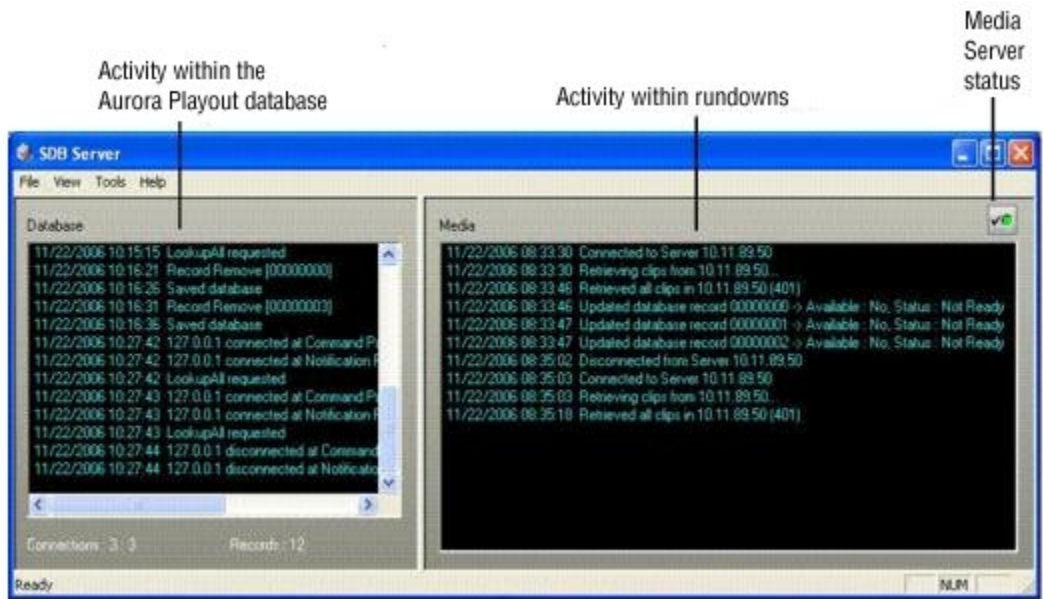 Media
Server
status
Activity within the
Aurora Playout database
Activity within rundowns
SDB Server
File View Tools Help
Database
11/22/2006 10:15:15 LookupAll requested
11/22/2006 10:16:21 Record Remove [00000000]
11/22/2006 10:16:26 Saved database
11/22/2006 10:16:31 Record Remove [00000003]
11/22/2006 10:16:36 Saved database
11/22/2006 10:27:42 127.0.0.1 connected at Command P
11/22/2006 10:27:42 127.0.0.1 connected at Notification
11/22/2006 10:27:42 LookupAll requested
11/22/2006 10:27:43 127.0.0.1 connected at Command P
11/22/2006 10:27:43 127.0.0.1 connected at Notification
11/22/2006 10:27:43 LookupAll requested
11/22/2006 10:27:44 127.0.0.1 disconnected at Command
11/22/2006 10:27:44 127.0.0.1 disconnected at Notificatio
Connections : 3 : 3 Records : 12
Media
11/22/2006 08:33:30 Connected to Server 10.11.89.50
11/22/2006 08:33:30 Retrieving clips from 10.11.89.50...
11/22/2006 08:33:46 Retrieved all clips in 10.11.89.50 (401)
11/22/2006 08:33:46 Updated database record 00000000 -> Available : No, Status : Not Ready
11/22/2006 08:33:47 Updated database record 00000001 -> Available : No, Status : Not Ready
11/22/2006 08:33:47 Updated database record 00000002 -> Available : No, Status : Not Ready
11/22/2006 08:35:02 Disconnected from Server 10.11.89.50
11/22/2006 08:35:03 Connected to Server 10.11.89.50
11/22/2006 08:35:03 Retrieving clips from 10.11.89.50...
11/22/2006 08:35:18 Retrieved all clips in 10.11.89.50 (401)
Ready NUM